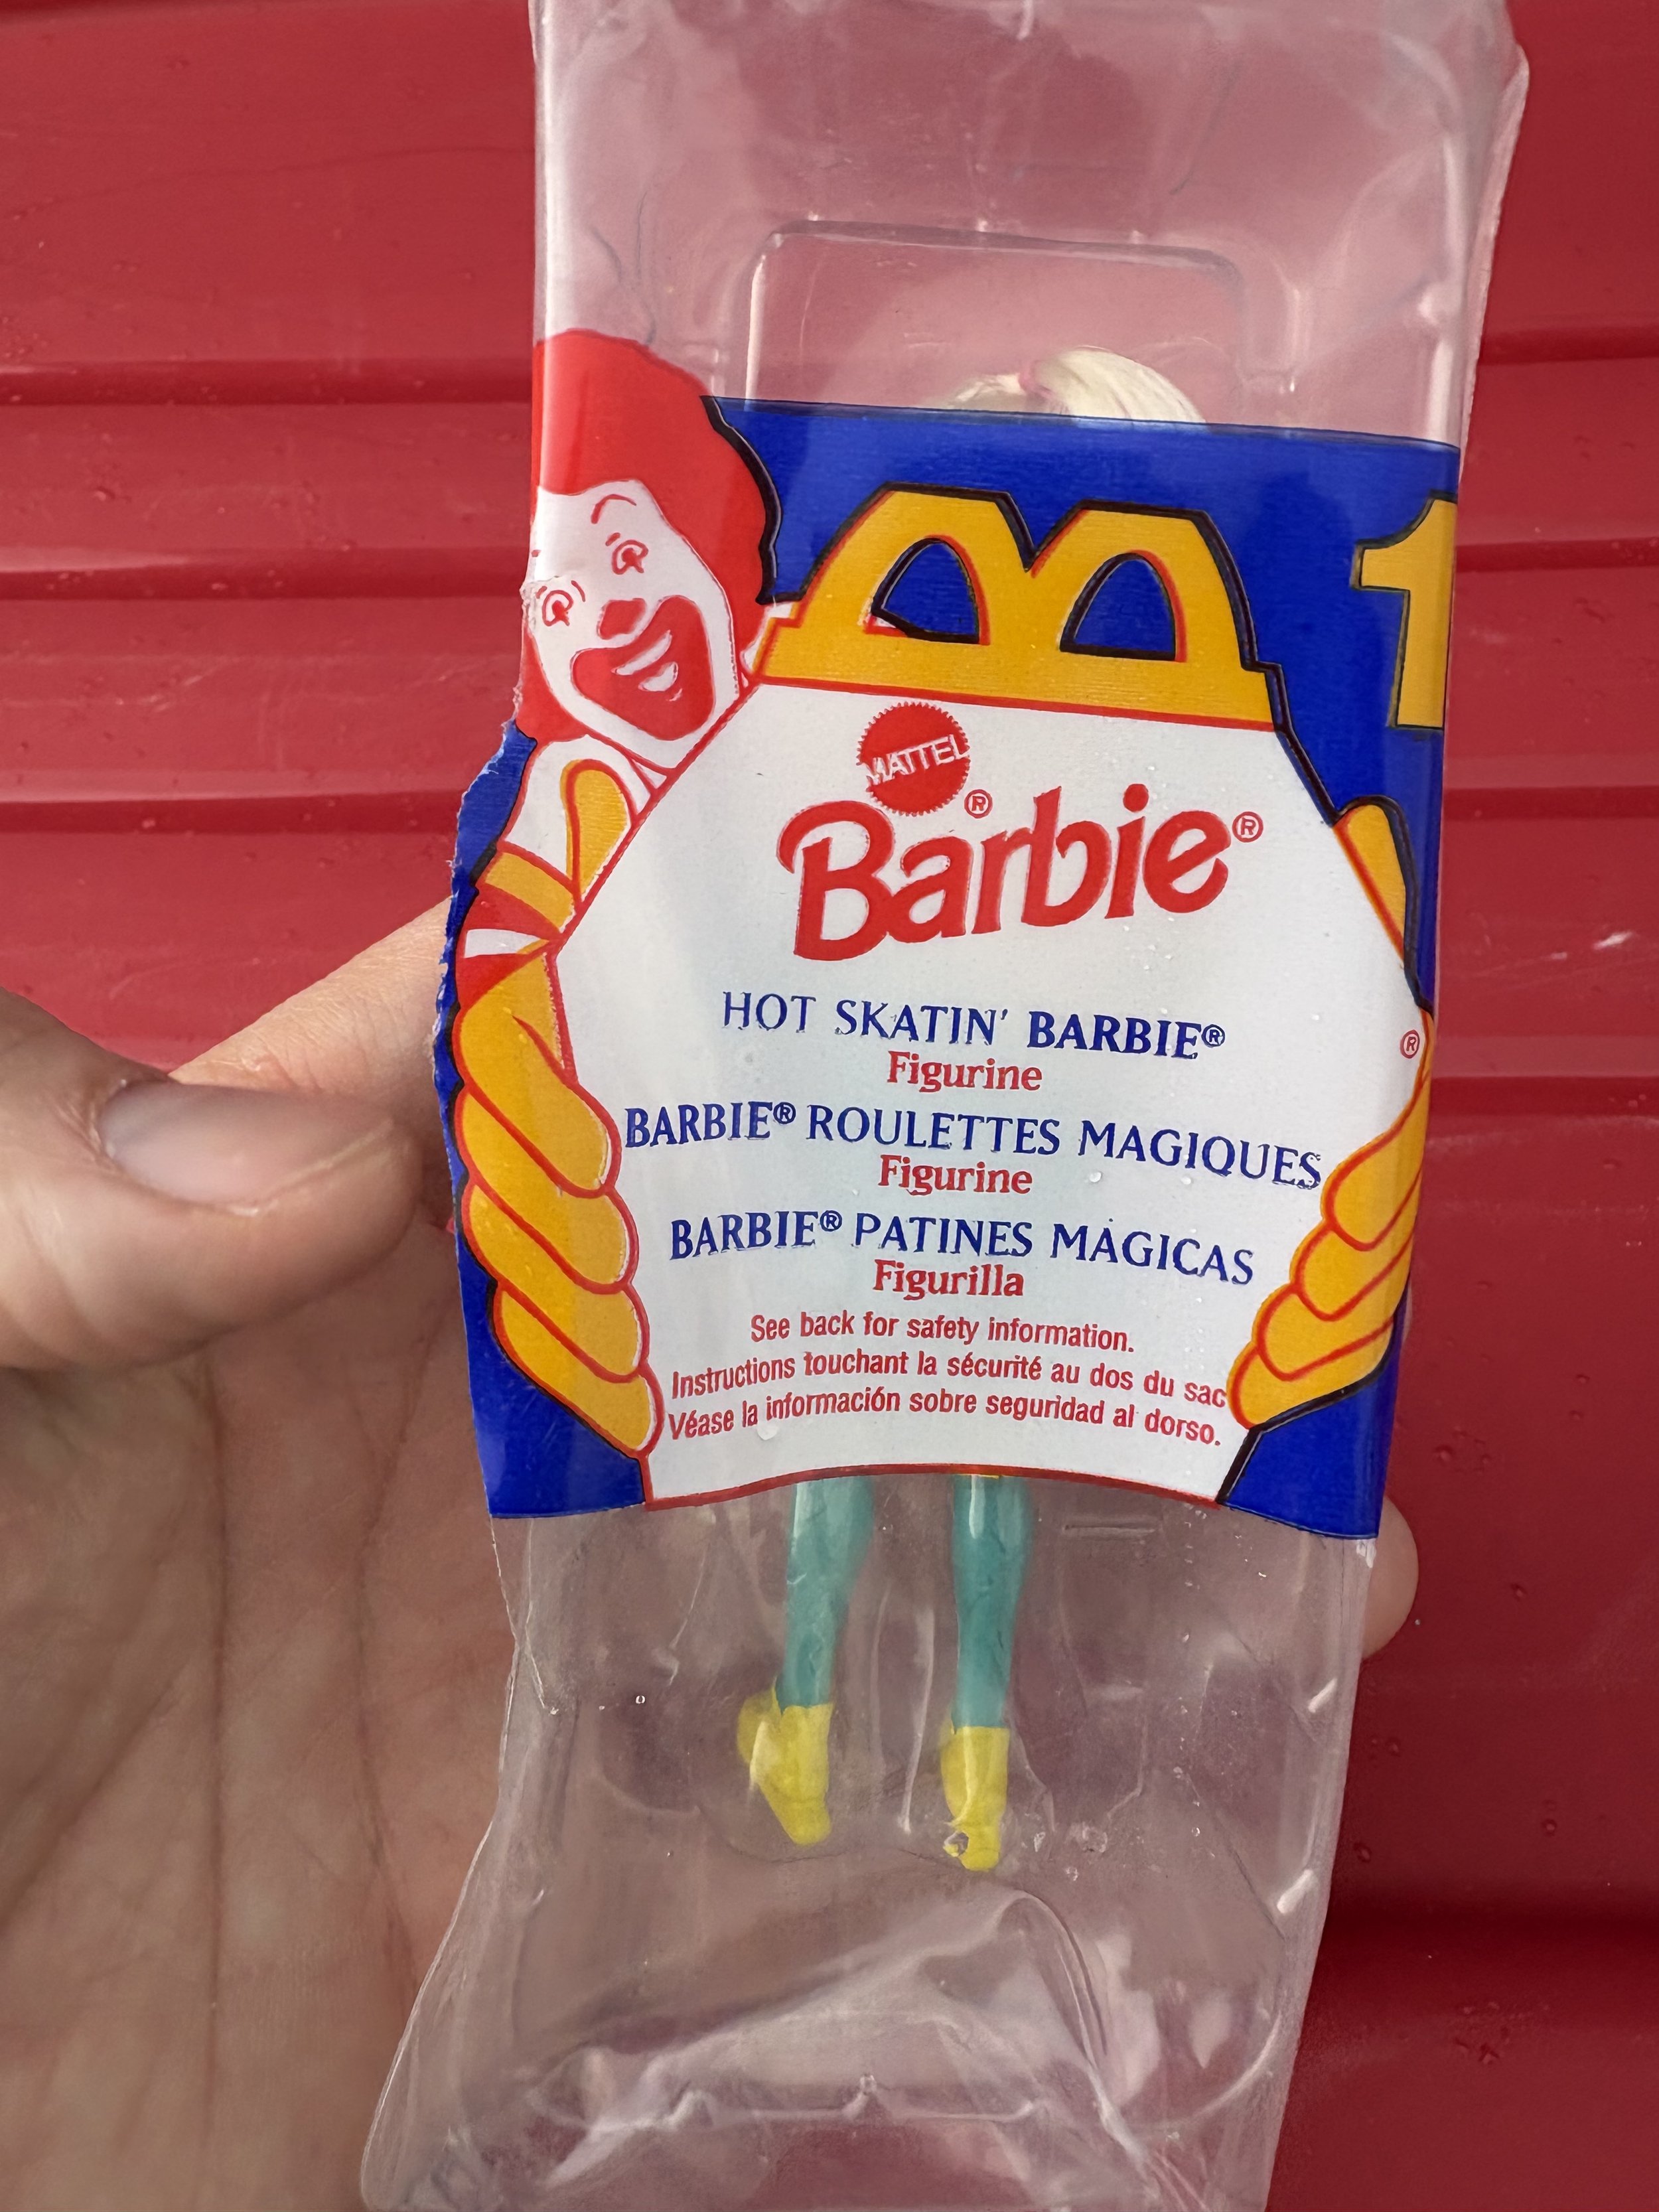 1
MATTEL®
Barbie®
HOT SKATIN' BARBIE®
Figurine
®
BARBIE® ROULETTES MAGIQUES
Figurine
BARBIE® PATINES MÁGICAS
Figurilla
See back for safety information.
Instructions touchant la sécurité au dos du sac
Véase la información sobre seguridad al dorso.